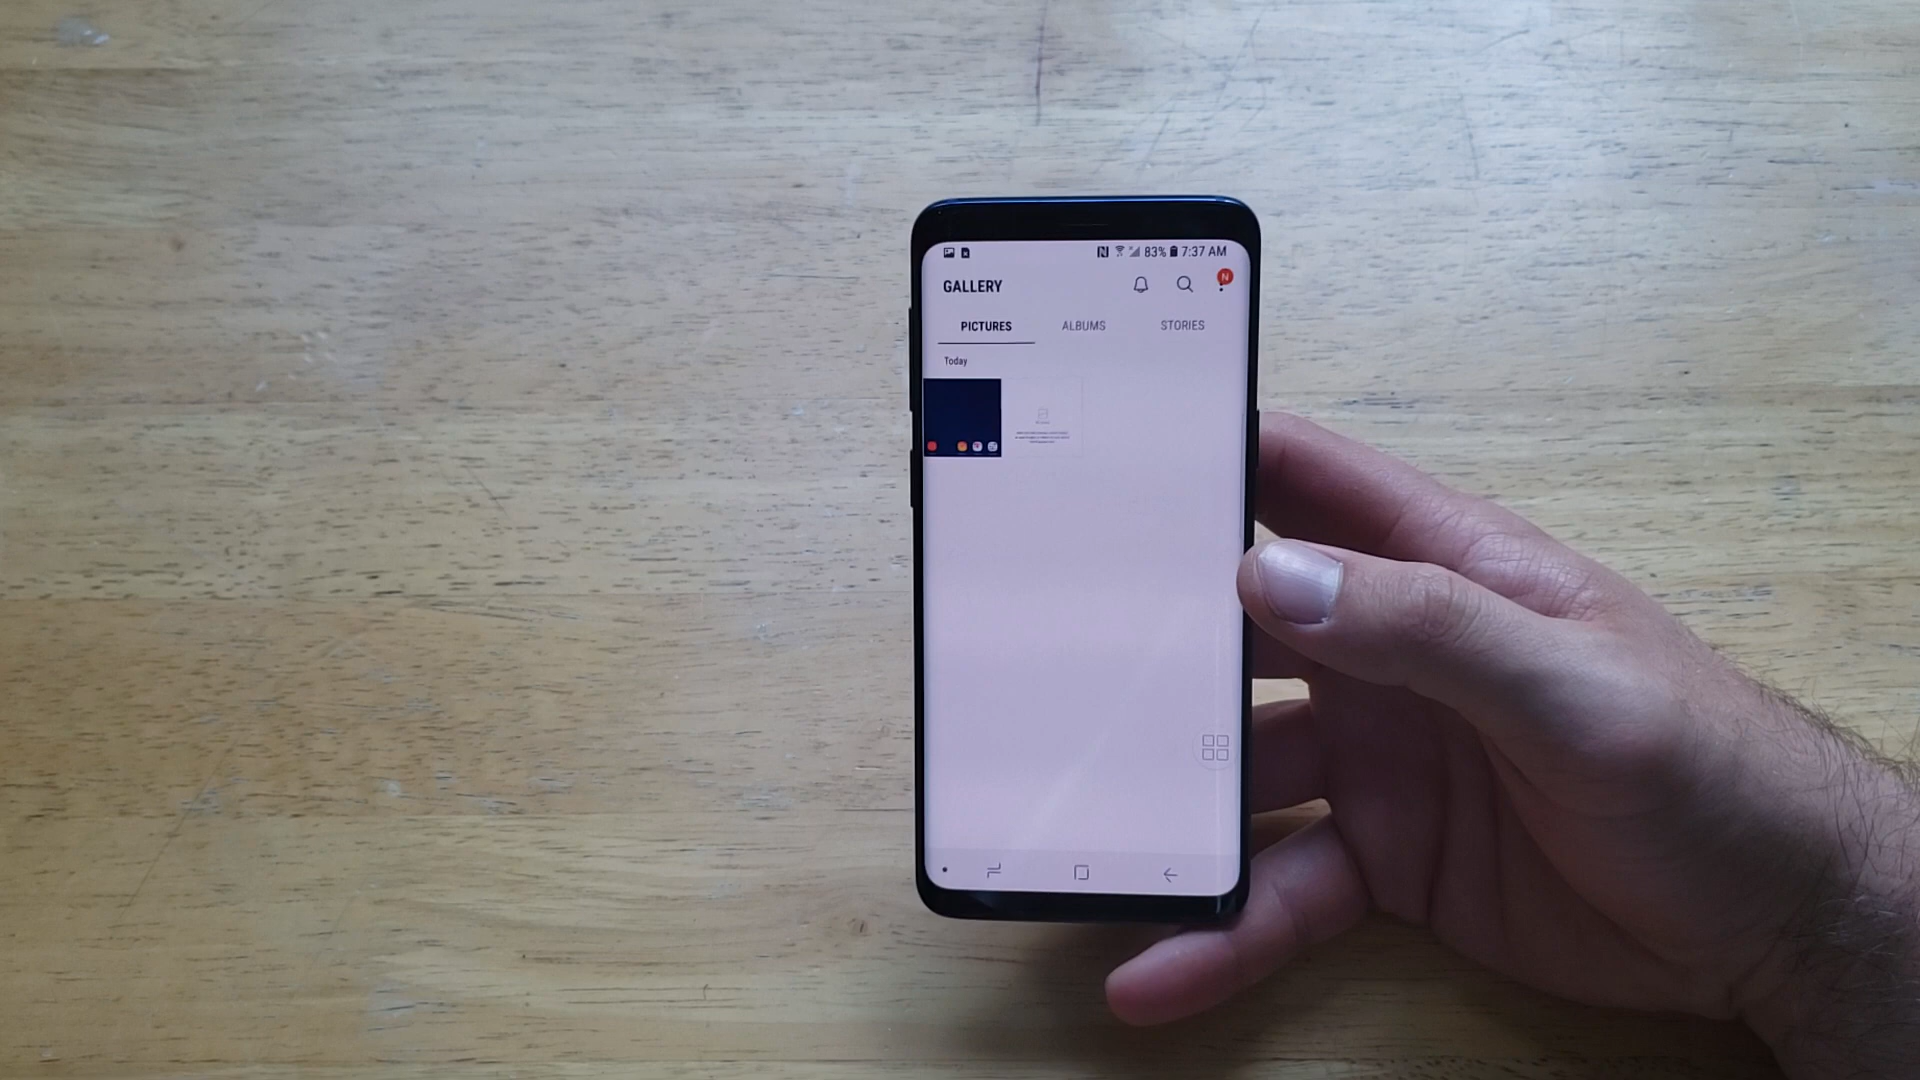 83% 7:37 AM
GALLERY
N
PICTURES ALBUMS STORIES
Today